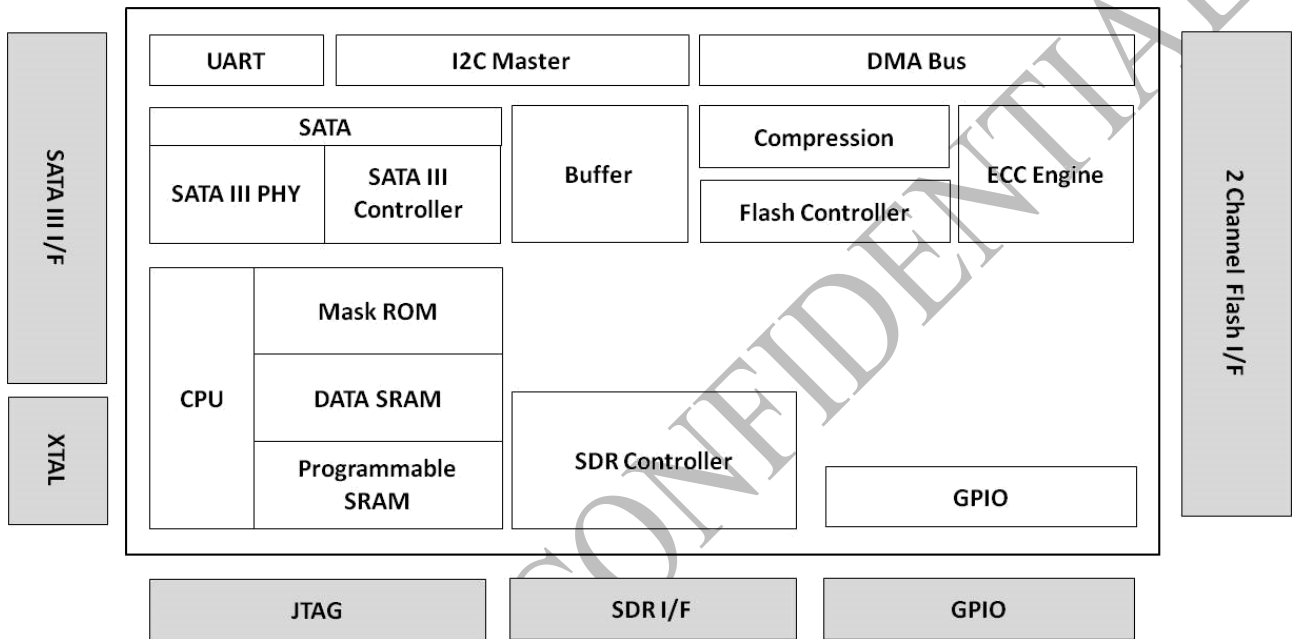 UART
I2C Master
DMA Bus
SATA
SATA III PHY
SATA III
Controller
Buffer
Compression
Flash Controller
ECC Engine
CPU
Mask ROM
DATA SRAM
Programmable
SRAM
SDR Controller
GPIO
SATA III I/F
XTAL
2 Channel Flash I/F
JTAG
SDR I/F
GPIO
CONFIDENTIAL